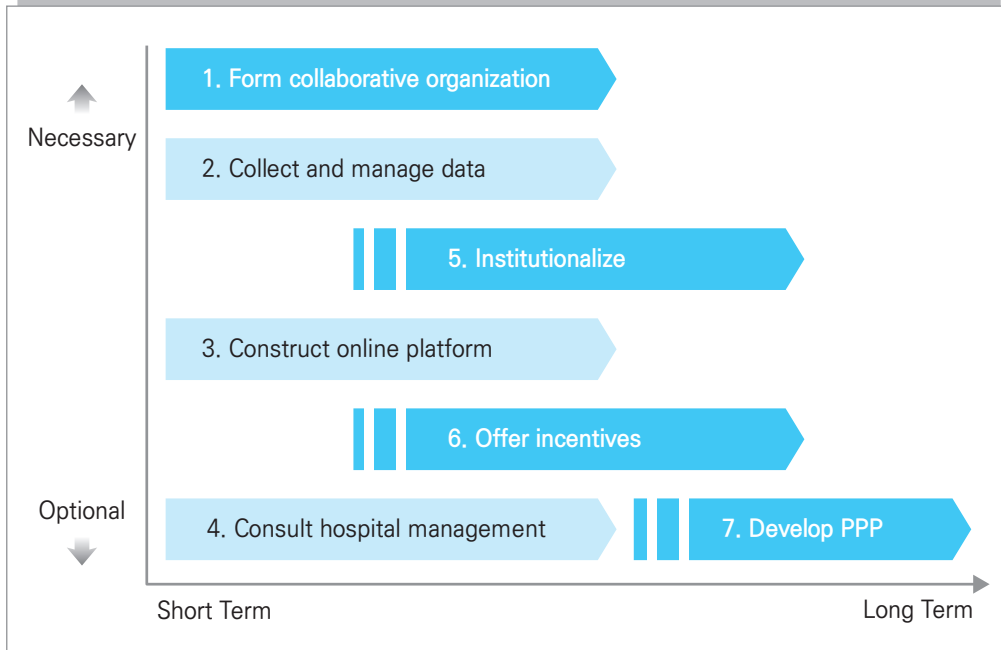 1. Form collaborative organization
Necessary
2. Collect and manage data
5. Institutionalize
3. Construct online platform
6. Offer incentives
Optional
4. Consult hospital management
7. Develop PPP
Short Term
Long Term